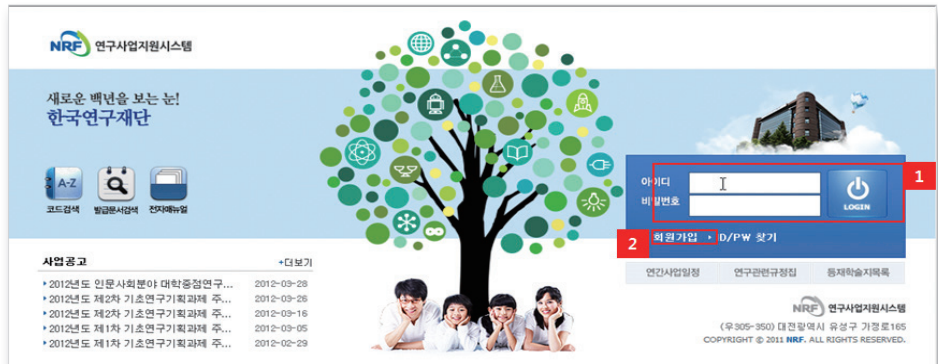 NRF 연구사업지원시스템
새로운 백년을 보는 눈!
한국연구재단
A-Z
코드검색 발급문서검색 전자매뉴얼
아이디
비밀번호
LOGIN
1
2
회원가입 D/PW 찾기
사업공고 +더보기
2012년도 인문사회분야 대학중점연구... 2012-03-28
2012년도 제2차 기초연구기획과제 주... 2012-03-26
2012년도 제2차 기초연구기획과제 주... 2012-03-16
2012년도 제1차 기초연구기획과제 주... 2012-03-05
2012년도 제1차 기초연구기획과제 주... 2012-02-29
연간사업일정 연구관련규정집 등재학술지목록
NRF 연구사업지원시스템
(우305-350) 대전광역시 유성구 가정로165
COPYRIGHT © 2011 NRF. ALL RIGHTS RESERVED.